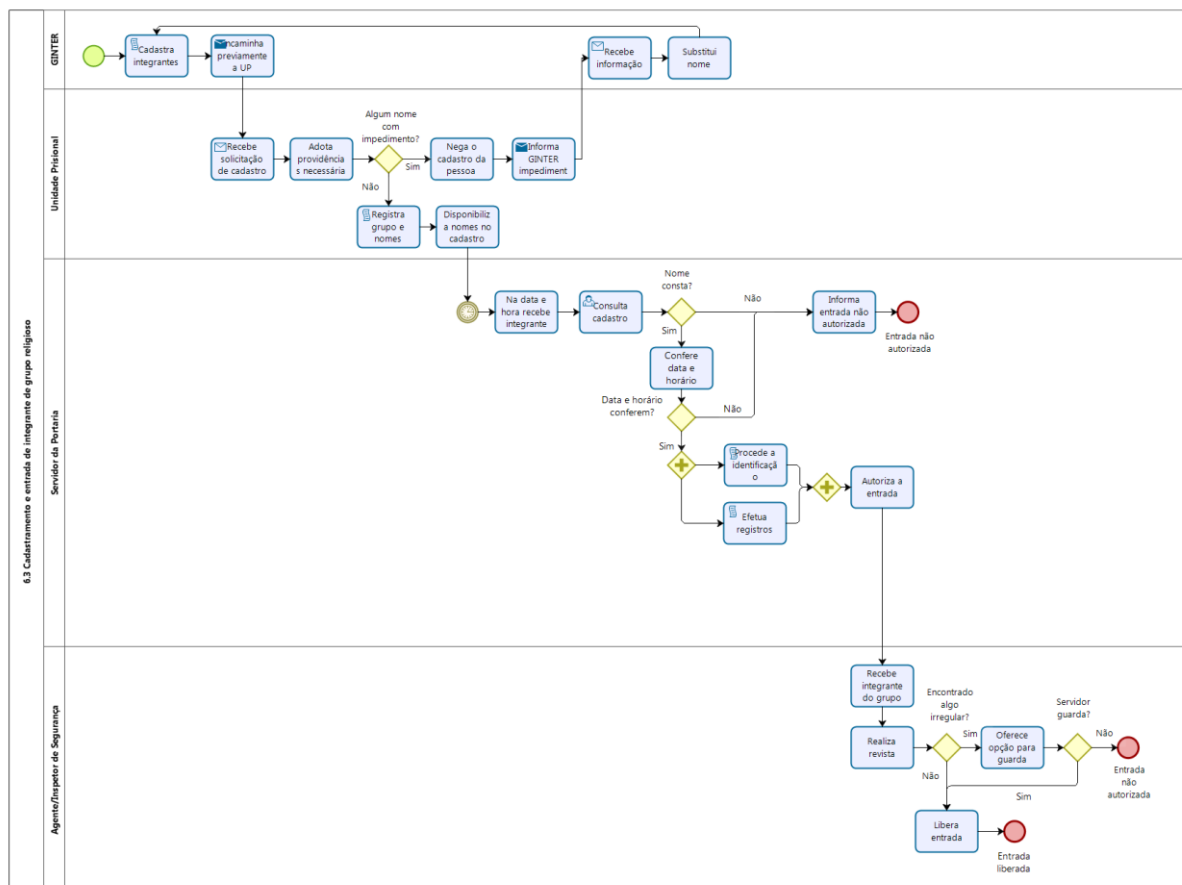 6.3 Cadastramento e entrada de integrante de grupo religioso
GINTER
Cadastra
integrantes
ncaminha
previamente
a UP
Recebe
informação
Substitui
nome
Unidade Prisional
Recebe
solicitação
de cadastro
Adota
providência
s necessária
Algum nome
com
impedimento?
Sim
Não
Nega o
cadastro da
pessoa
Informa
GINTER
impediment
Registra
grupo e
nomes
Disponibiliz
a nomes no
cadastro
Servidor da Portaria
Na data e
hora recebe
integrante
Consulta
cadastro
Nome
consta?
Não
Sim
Informa
entrada não
autorizada
Entrada não
autorizada
Confere
data e
horário
Data e horário
conferem?
Não
Sim
Procede a
identificaçã
o
Efetua
registros
Autoriza a
entrada
Agente/Inspetor de Segurança
Recebe
integrante
do grupo
Realiza
revista
Encontrado
algo
irregular?
Sim
Não
Oferece
opção para
guarda
Servidor
guarda?
Não
Sim
Entrada
não
autorizada
Libera
entrada
Entrada
liberada